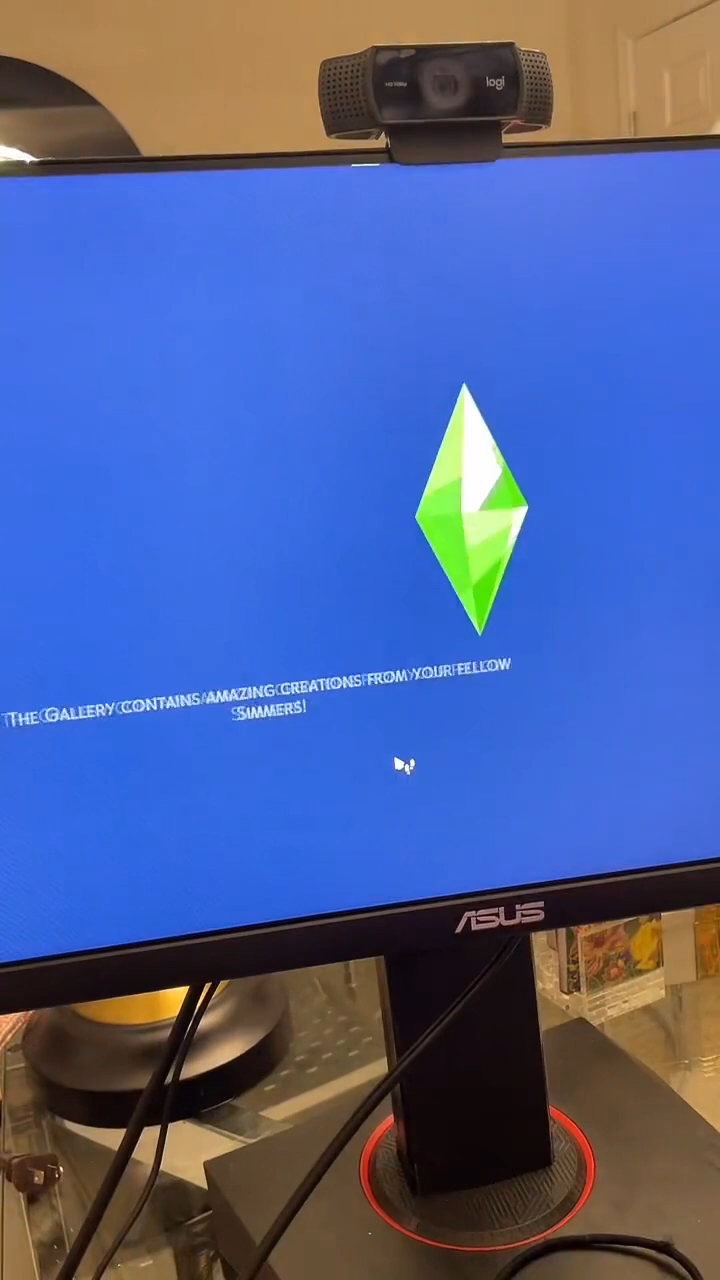 logi
THE GALLERY CONTAINS AMAZING CREATIONS FROM YOUR FELLOW
SIMMERS!
ASUS